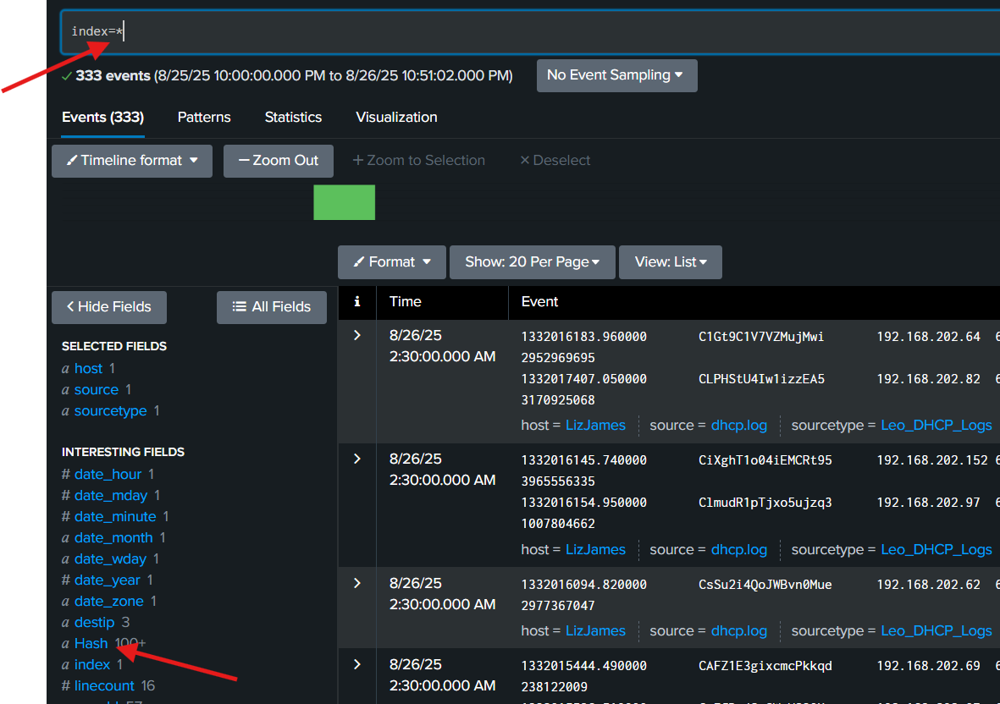 index=*
333 events (8/25/25 10:00:00.000 PM to 8/26/25 10:51:02.000 PM) No Event Sampling
Events (333) Patterns Statistics Visualization
Timeline format — Zoom Out + Zoom to Selection × Deselect
Format Show: 20 Per Page View: List
< Hide Fields All Fields
i Time Event
SELECTED FIELDS
a host 1
a source 1
a sourcetype 1
INTERESTING FIELDS
# date_hour 1
# date_mday 1
# date_minute 1
a date_month 1
a date_wday 1
# date_year 1
a date_zone 1
a destip 3
a Hash 100+
a index 1
# linecount 16
> 8/26/25 2:30:00.000 AM
1332016183.960000 C1Gt9C1V7VZMujMwi 192.168.202.64 6
2952969695
1332017407.050000 CLPHStU4Iw1izzEA5 192.168.202.82 6
3170925068
host = LizJames source = dhcp.log sourcetype = Leo_DHCP_Logs
> 8/26/25 2:30:00.000 AM
1332016145.740000 CiXghT1o04iEMCRt95 192.168.202.152 6
3965556335
1332016154.950000 ClmudR1pTjxo5ujzq3 192.168.202.97 6
1007804662
host = LizJames source = dhcp.log sourcetype = Leo_DHCP_Logs
> 8/26/25 2:30:00.000 AM
1332016094.820000 CsSu2i4QoJWBvn0Mue 192.168.202.62 6
2977367047
host = LizJames source = dhcp.log sourcetype = Leo_DHCP_Logs
> 8/26/25 2:30:00.000 AM
1332015444.490000 CAFZ1E3gixcmcPkkqd 192.168.202.69 6
238122009